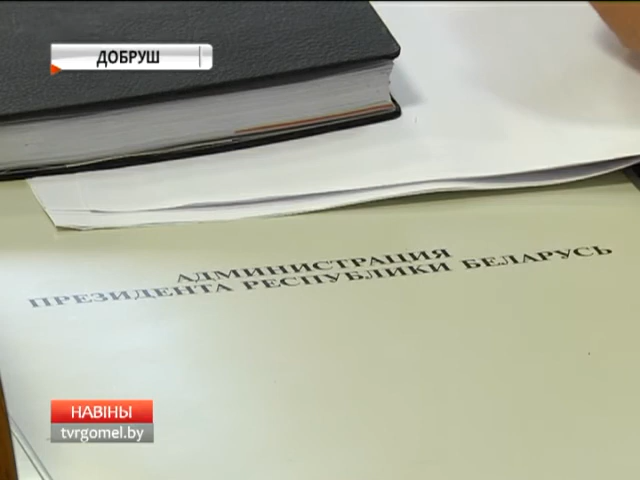 ДОБРУШ
АДМИНИСТРАЦИЯ
ПРЕЗИДЕНТА РЕСПУБЛИКИ БЕЛАРУСЬ
НАВІНЫ
tvrgomel.by